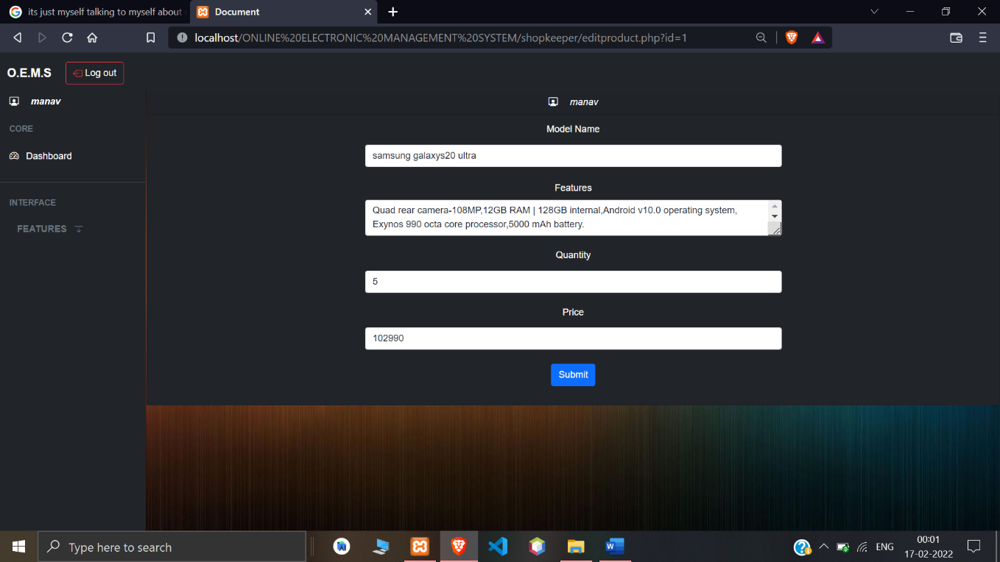 its just myself talking to myself about
Document
localhost/ONLINE%20ELECTRONIC%20MANAGEMENT%20SYSTEM/shopkeeper/editproduct.php?id=1
O.E.M.S
Log out
manav
manav
CORE
Dashboard
INTERFACE
FEATURES
Model Name
samsung galaxys20 ultra
Features
Quad rear camera-108MP,12GB RAM | 128GB internal,Android v10.0 operating system,
Exynos 990 octa core processor,5000 mAh battery.
Quantity
5
Price
102990
Submit
Type here to search
ENG
00:01
17-02-2022